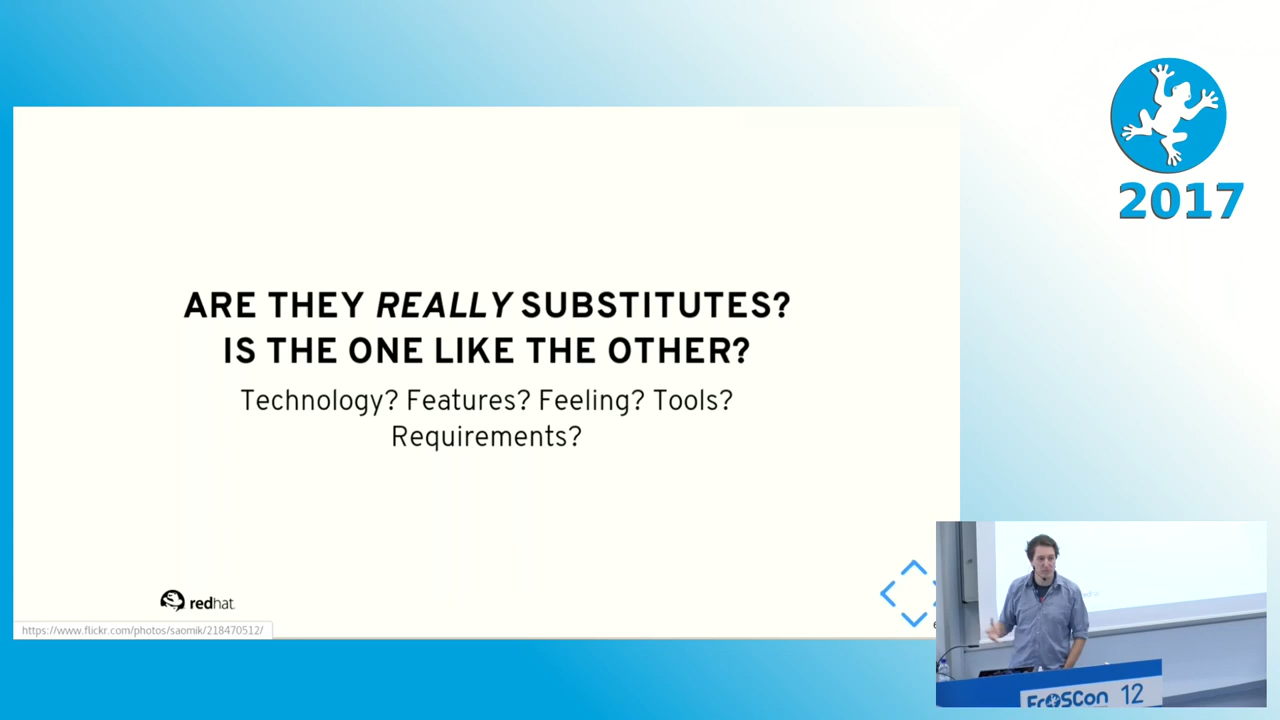 2017
ARE THEY REALLY SUBSTITUTES?
IS THE ONE LIKE THE OTHER?
Technology? Features? Feeling? Tools?
Requirements?
redhat.
https://www.flickr.com/photos/saomik/218470512/
FrOSCon 12